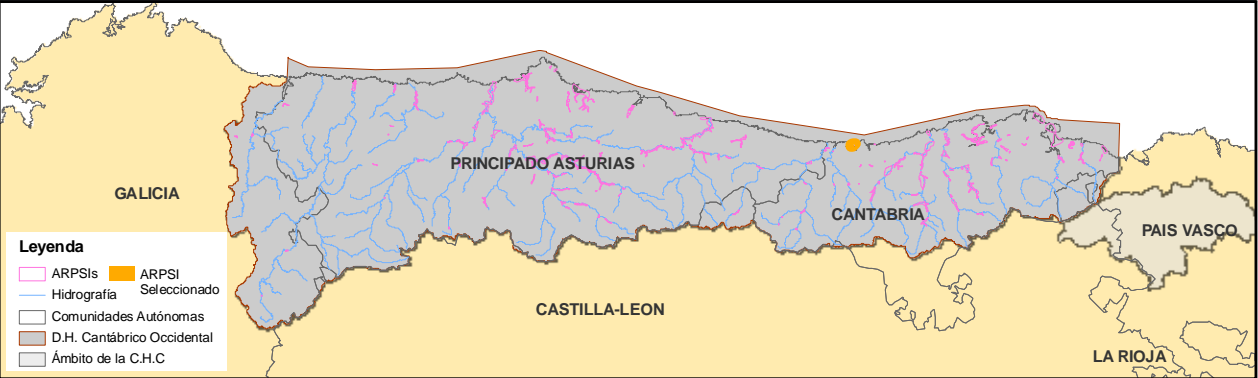 PRINCIPADO ASTURIAS
GALICIA
CANTABRIA
PAIS VASCO
CASTILLA-LEON
LA RIOJA
Leyenda
ARPSIs
ARPSI
Seleccionado
Hidrografía
Comunidades Autónomas
D.H. Cantábrico Occidental
Ámbito de la C.H.C